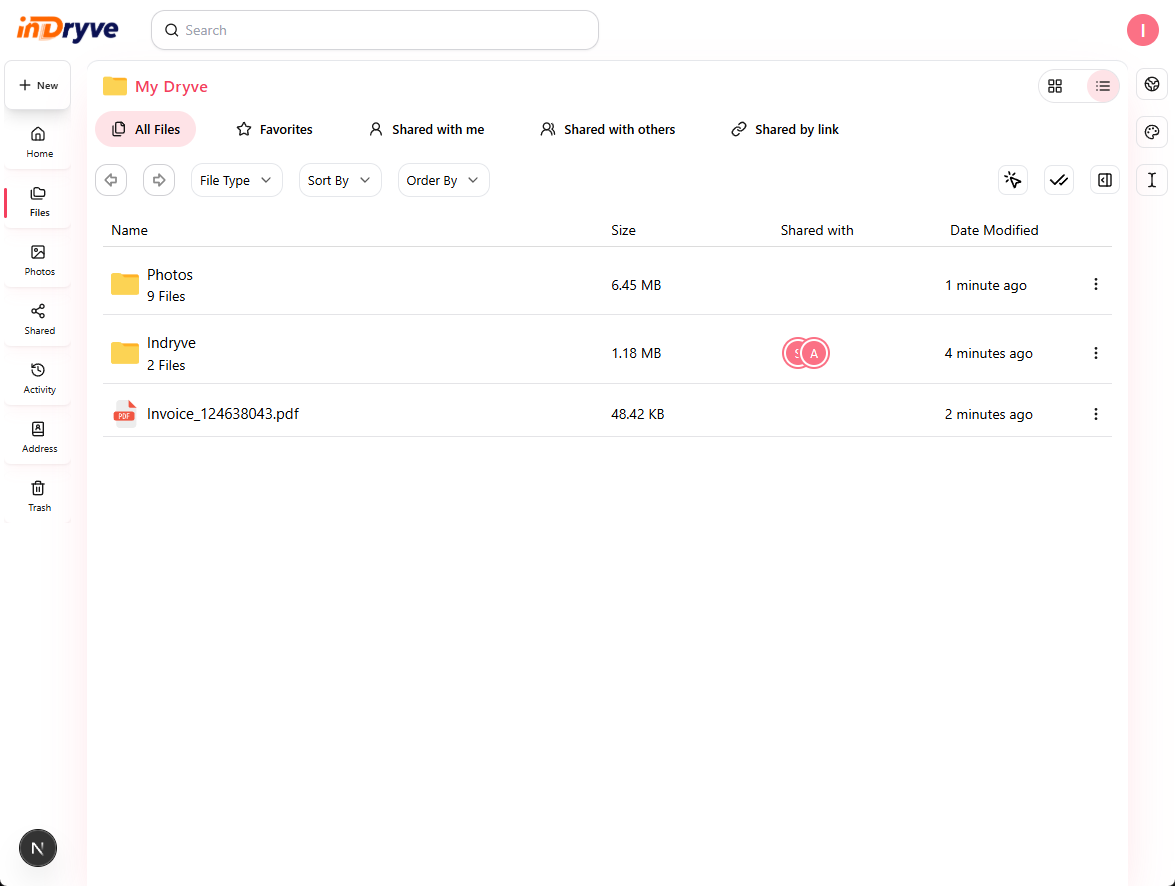 inDryve
Search
I
New
My Dryve
All Files
Favorites
Shared with me
Shared with others
Shared by link
Home
File Type
Sort By
Order By
Files
Name
Size
Shared with
Date Modified
Photos
Photos
9 Files
6.45 MB
1 minute ago
Shared
Indryve
2 Files
1.18 MB
A
4 minutes ago
Activity
PDF
Invoice_124638043.pdf
48.42 KB
2 minutes ago
Address
Trash
N